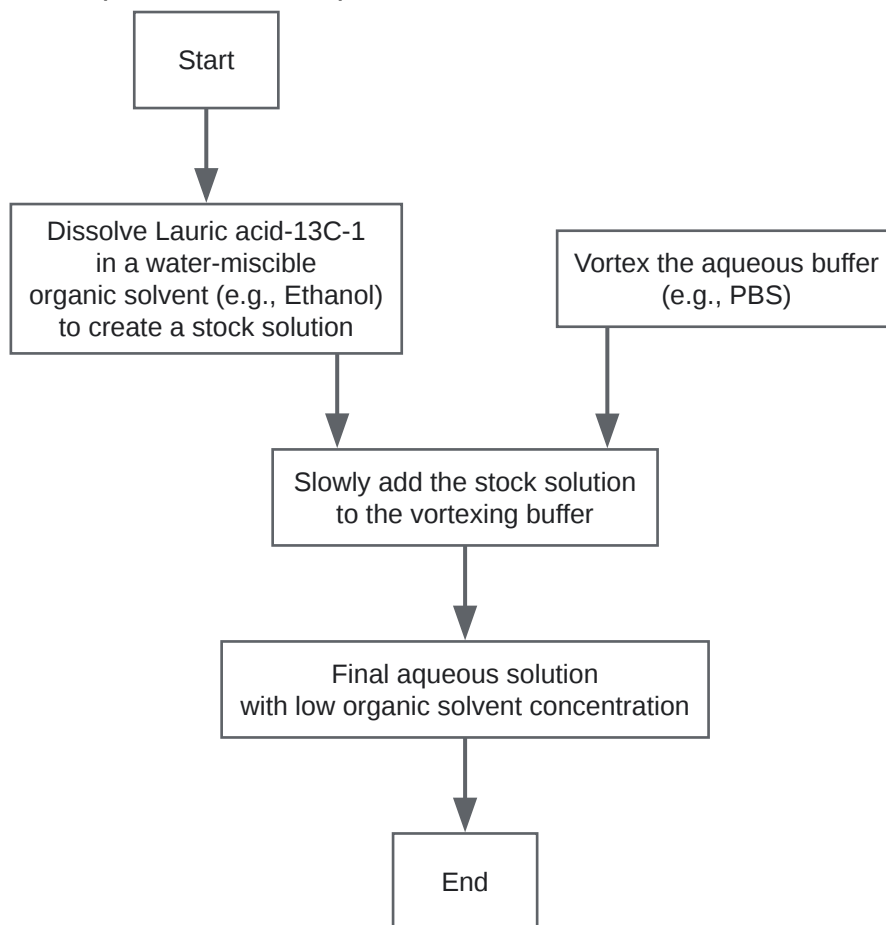 Start
Dissolve Lauric acid-13C-1
in a water-miscible
organic solvent (e.g., Ethanol)
to create a stock solution
Vortex the aqueous buffer
(e.g., PBS)
Slowly add the stock solution
to the vortexing buffer
Final aqueous solution
with low organic solvent concentration
End